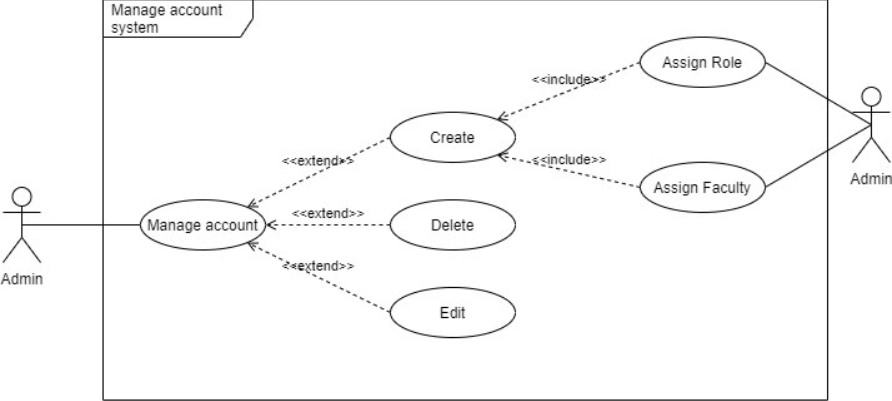 Manage account
system
Assign Role
<<include>>
Create
<<extend>>
<<include>>
Assign Faculty
Admin
Manage account
<<extend>>
Delete
<<extend>>
Admin
Edit